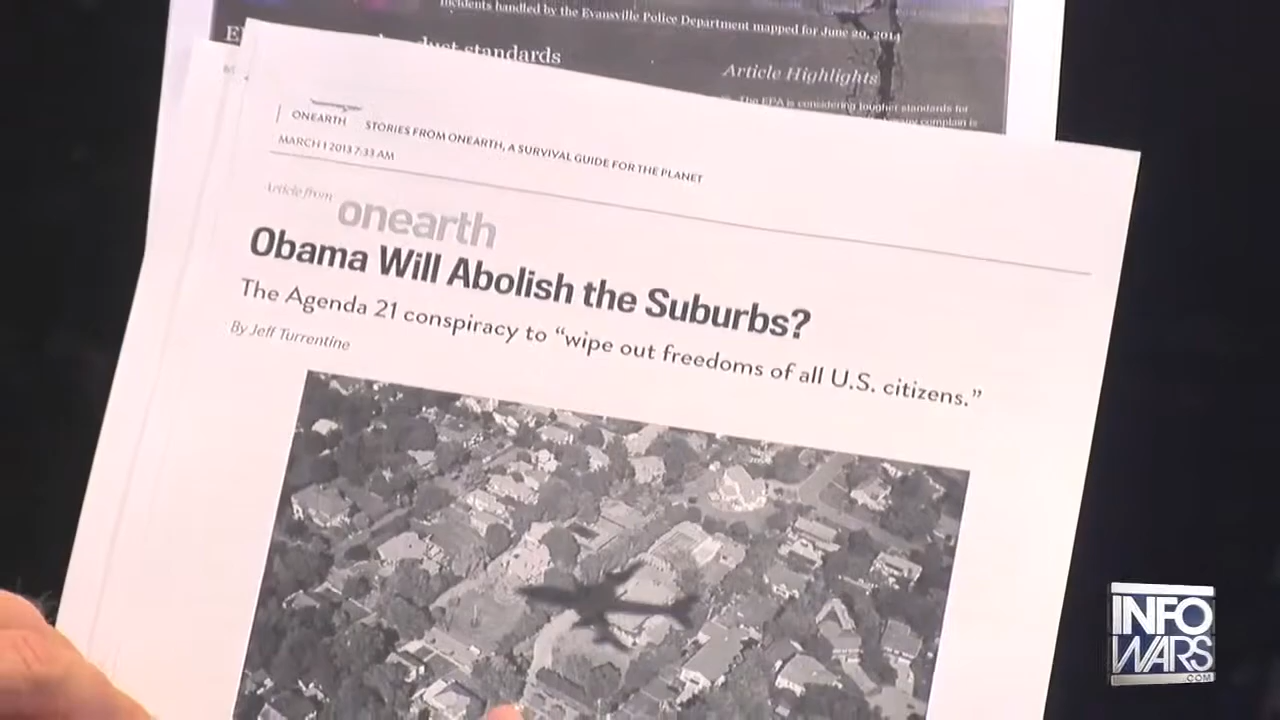 Incidents handled by the Evansville Police Department mapped for June 20, 2014
standards
Article Highlights
The EPA is considering tougher standards for
complain is
ONEARTH STORIES FROM ONEARTH, A SURVIVAL GUIDE FOR THE PLANET
MARCH 1 2013 7:33 AM
Article from
onearth
Obama Will Abolish the Suburbs?
The Agenda 21 conspiracy to “wipe out freedoms of all U.S. citizens.”
By Jeff Turrentine
INFO
WARS
.COM